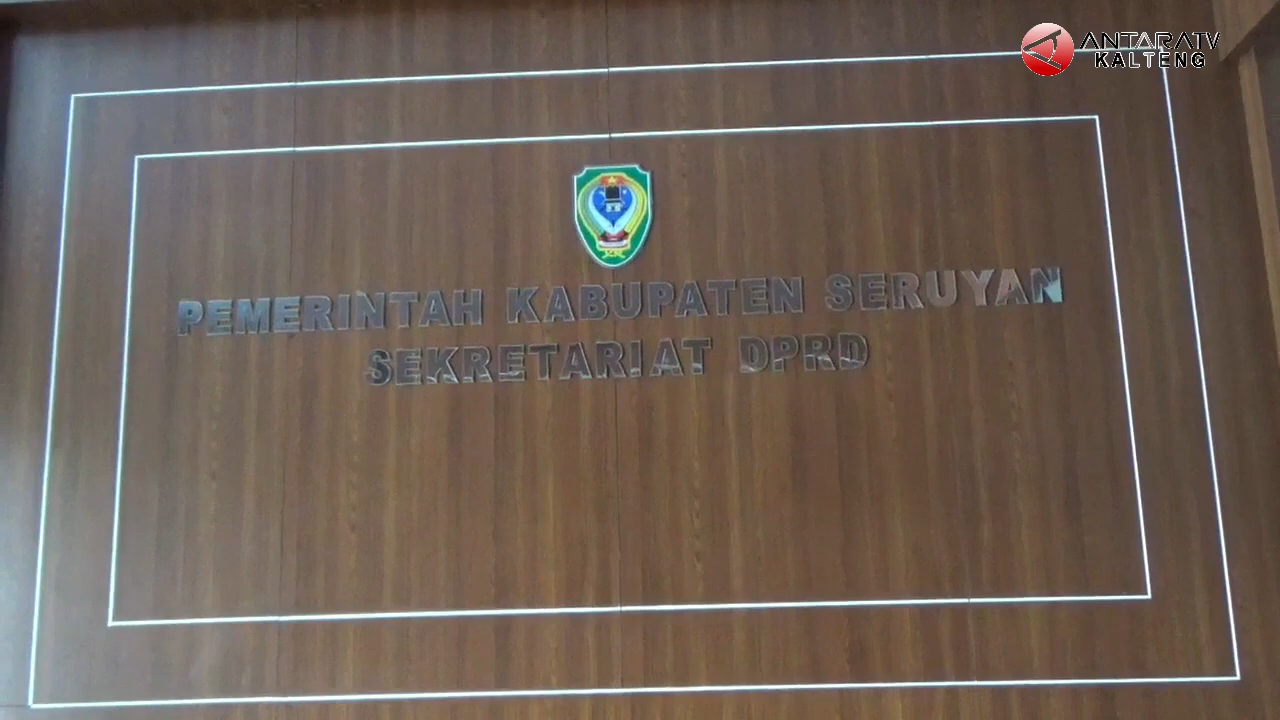 ANTARATV
KALTENG
PEMERINTAH KABUPATEN SERUYAN
SEKRETARIAT DPRD